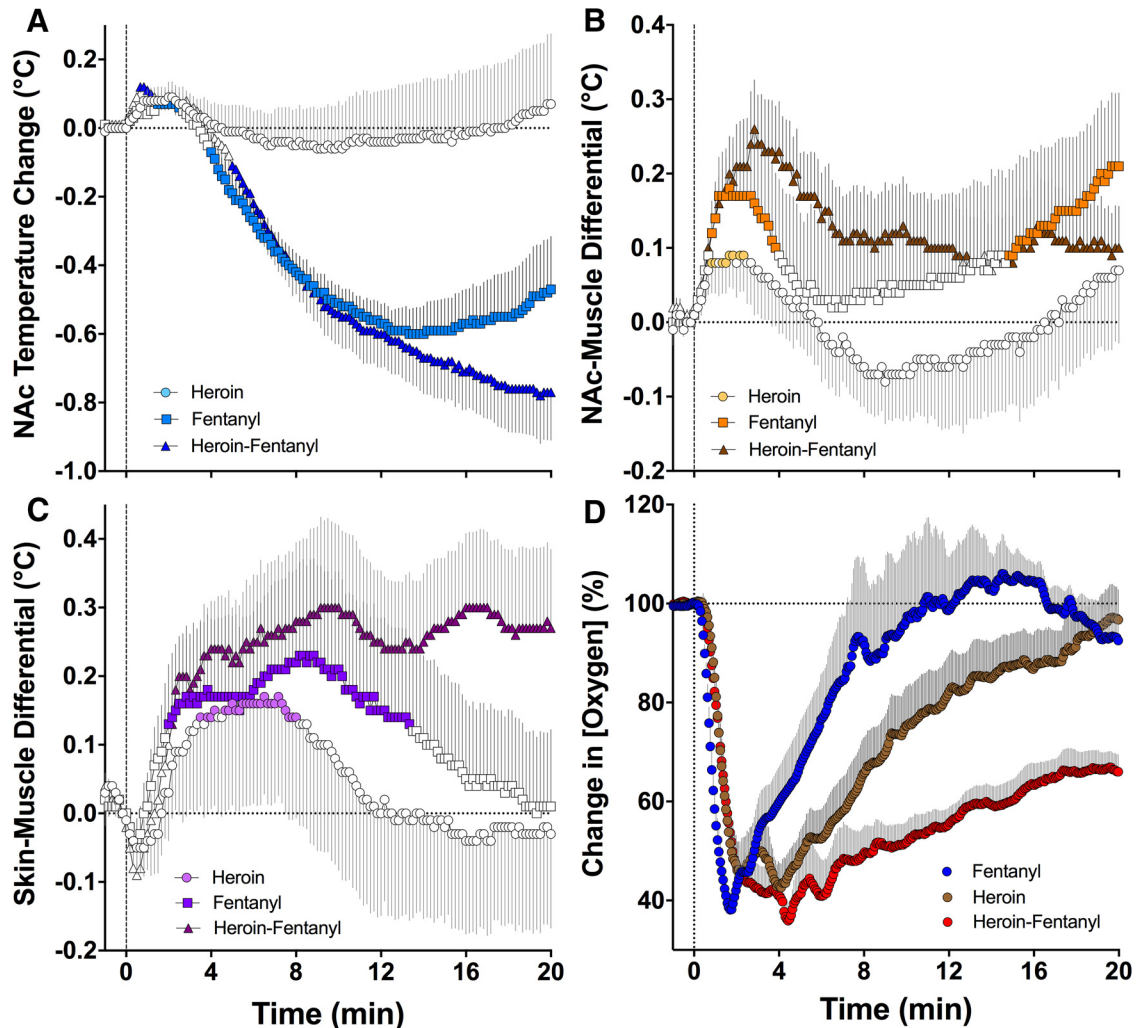 A
NAc Temperature Change (°C)
0.2
0.0
-0.2
-0.4
-0.6
-0.8
-1.0
Heroin
Fentanyl
Heroin-Fentanyl
B
NAc-Muscle Differential (°C)
0.4
0.3
0.2
0.1
0.0
-0.1
-0.2
Heroin
Fentanyl
Heroin-Fentanyl
C
Skin-Muscle Differential (°C)
0.4
0.3
0.2
0.1
0.0
-0.1
-0.2
Heroin
Fentanyl
Heroin-Fentanyl
0 4 8 12 16 20
Time (min)
D
Change in [Oxygen] (%)
120
100
80
60
40
Fentanyl
Heroin
Heroin-Fentanyl
0 4 8 12 16 20
Time (min)